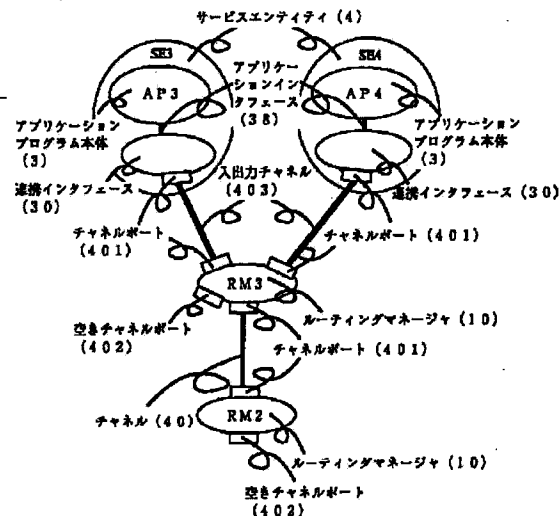 サービスエンティティ(4)
SE3
アプリケー
ションイン
タフェース
(38)
SE4
AP3
AP4
アプリケーション
プログラム本体
(3)
アプリケーション
プログラム本体
(3)
連携インタフェース
(30)
入出力チャネル
(403)
連携インタフェース(30)
チャネルポート
(401)
チャネルポート(401)
RM3
空きチャネルポート
(402)
ルーティングマネージャ(10)
チャネルポート(401)
チャネル(40)
RM2
ルーティングマネージャ(10)
空きチャネルポート
(402)